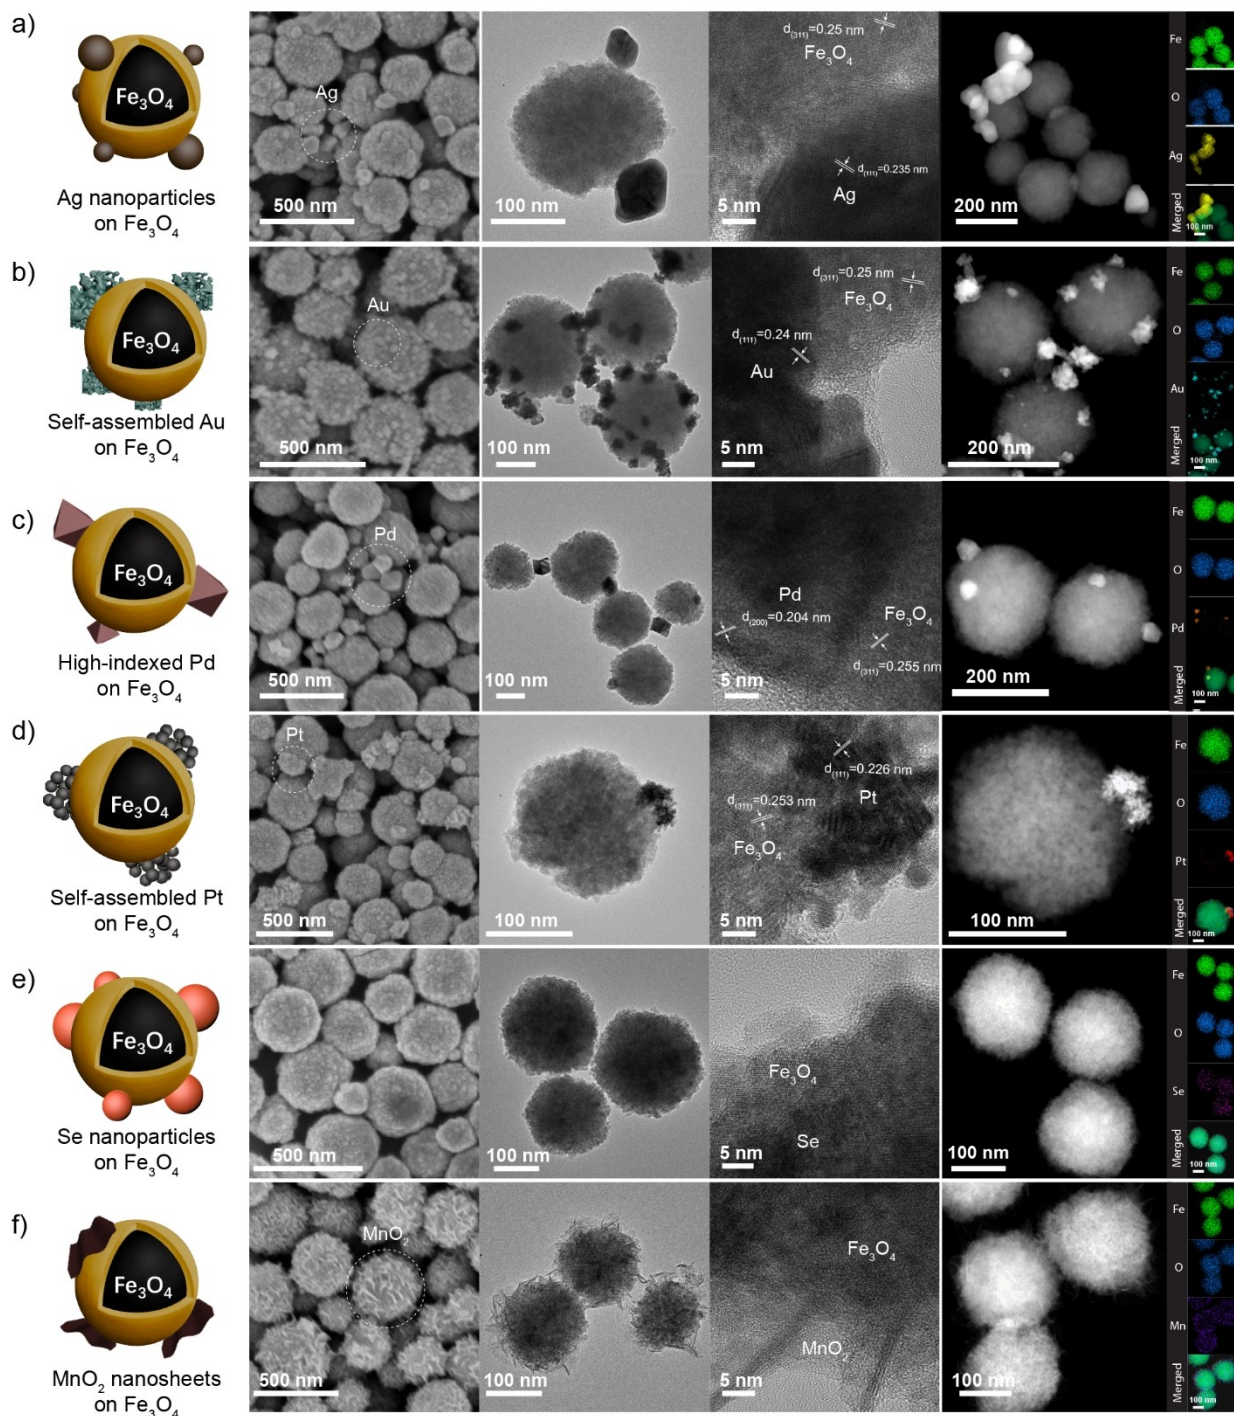 a)
Fe₃O₄
Ag nanoparticles
on Fe₃O₄
Ag
500 nm
100 nm
d(311)=0.25 nm
Fe₃O₄
d(111)=0.235 nm
Ag
5 nm
200 nm
Fe
O
Ag
Merged
100 nm
b)
Fe₃O₄
Self-assembled Au
on Fe₃O₄
Au
500 nm
100 nm
d(311)=0.25 nm
Fe₃O₄
d(111)=0.24 nm
Au
5 nm
200 nm
Fe
O
Au
Merged
100 nm
c)
Fe₃O₄
High-indexed Pd
on Fe₃O₄
Pd
500 nm
100 nm
Pd
d(200)=0.204 nm
Fe₃O₄
d(311)=0.255 nm
5 nm
200 nm
Fe
O
Pd
Merged
100 nm
d)
Fe₃O₄
Self-assembled Pt
on Fe₃O₄
Pt
500 nm
100 nm
d(111)=0.226 nm
Pt
d(311)=0.253 nm
Fe₃O₄
5 nm
100 nm
Fe
O
Pt
Merged
100 nm
e)
Fe₃O₄
Se nanoparticles
on Fe₃O₄
500 nm
100 nm
Fe₃O₄
Se
5 nm
100 nm
Fe
O
Se
Merged
100 nm
f)
Fe₃O₄
MnO₂ nanosheets
on Fe₃O₄
MnO₂
500 nm
100 nm
Fe₃O₄
MnO₂
5 nm
100 nm
Fe
O
Mn
Merged
100 nm